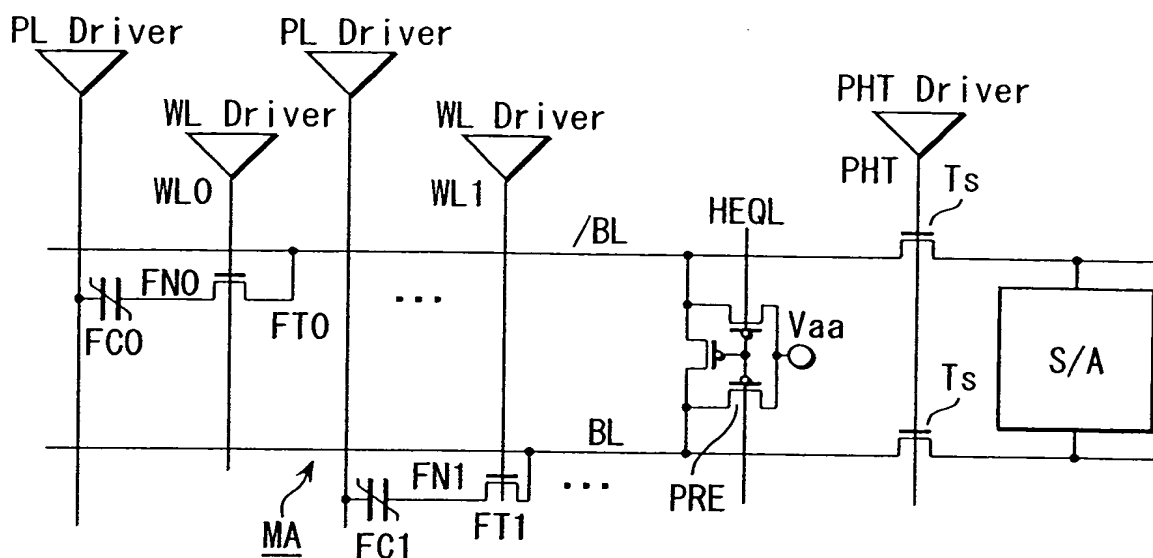 PL Driver
PL Driver
WL Driver
WL Driver
PHT Driver
WL0
WL1
PHT
Ts
HEQL
/BL
FN0
...
FT0
FC0
Vaa
S/A
Ts
BL
FN1
...
PRE
FT1
MA
FC1